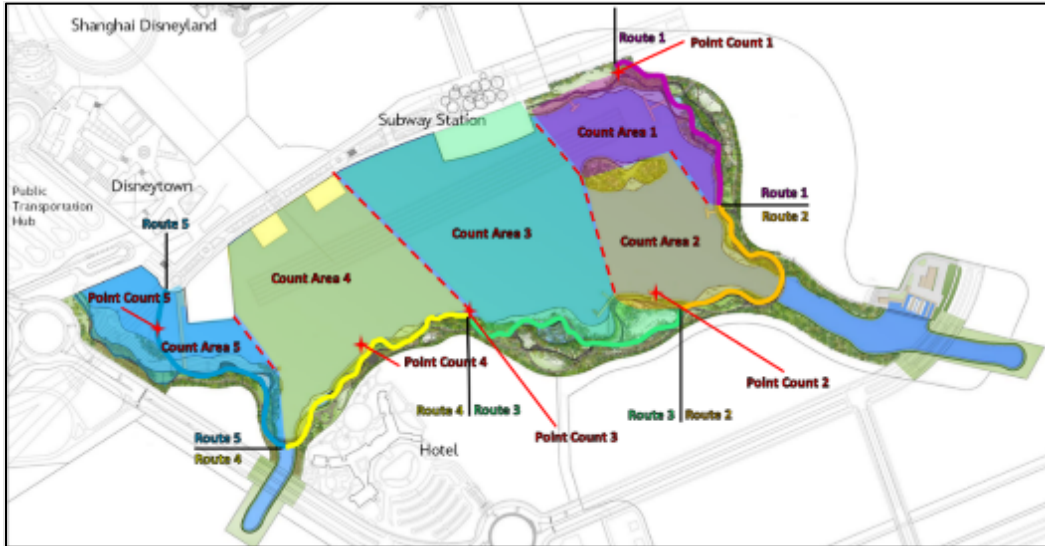 Shanghai Disneyland
Route 1
Point Count 1
Subway Station
Count Area 1
Disneytown
Public
Transportation
Hub
Route 5
Route 1
Route 2
Count Area 3
Count Area 2
Count Area 4
Point Count 5
Count Area 5
Point Count 4
Point Count 2
Route 4
Route 3
Route 3
Route 2
Point Count 3
Route 5
Route 4
Hotel